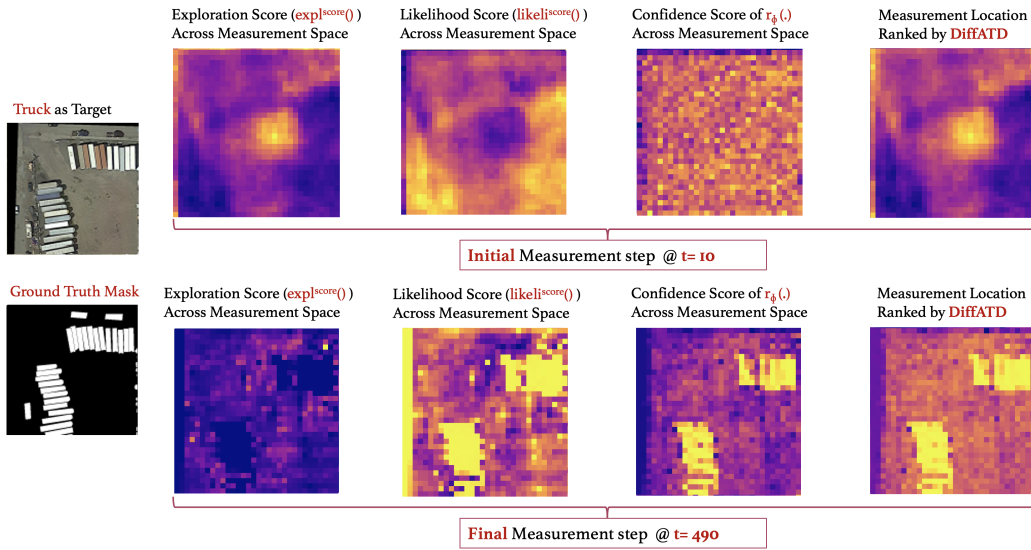 Exploration Score (expl^score() )
Across Measurement Space
Likelihood Score (likeli^score() )
Across Measurement Space
Confidence Score of r_ϕ(.)
Across Measurement Space
Measurement Location
Ranked by DiffATD
Truck as Target
Initial Measurement step @ t= 10
Ground Truth Mask
Exploration Score (expl^score() )
Across Measurement Space
Likelihood Score (likeli^score() )
Across Measurement Space
Confidence Score of r_ϕ(.)
Across Measurement Space
Measurement Location
Ranked by DiffATD
Final Measurement step @ t= 490